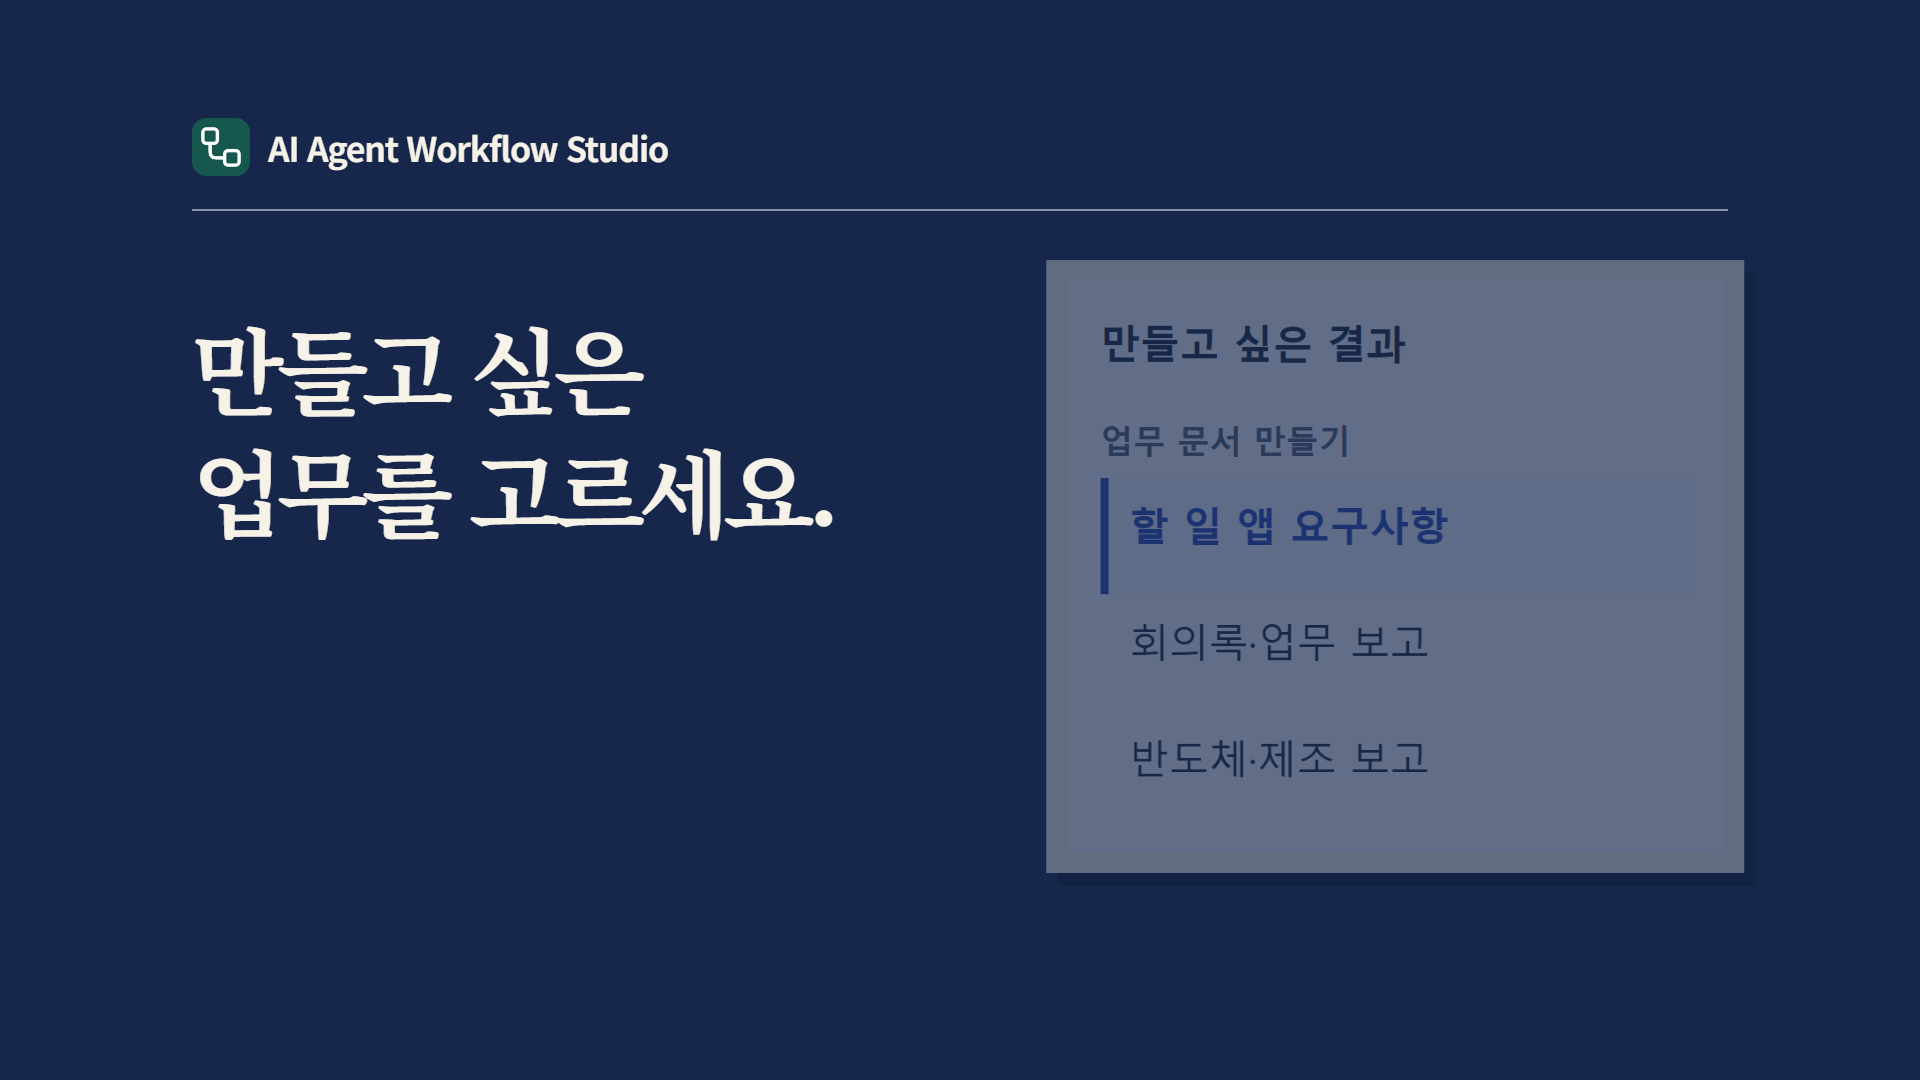 AI Agent Workflow Studio
만들고 싶은
업무를 고르세요.
만들고 싶은 결과
업무 문서 만들기
할 일 앱 요구사항
회의록·업무 보고
반도체·제조 보고